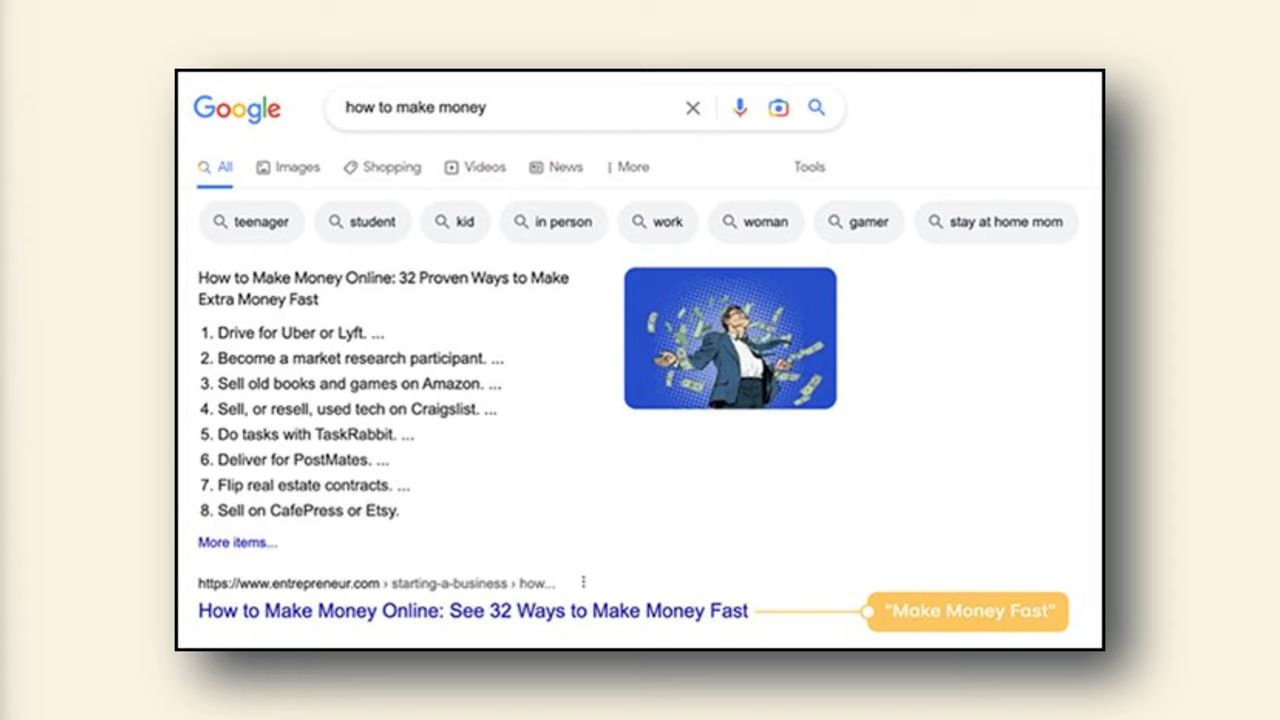 Google
how to make money
All Images Shopping Videos News More Tools
teenager student kid in person work woman gamer stay at home mom
How to Make Money Online: 32 Proven Ways to Make
Extra Money Fast
1. Drive for Uber or Lyft. ...
2. Become a market research participant. ...
3. Sell old books and games on Amazon. ...
4. Sell, or resell, used tech on Craigslist. ...
5. Do tasks with TaskRabbit. ...
6. Deliver for PostMates. ...
7. Flip real estate contracts. ...
8. Sell on CafePress or Etsy.
More items...
https://www.entrepreneur.com › starting-a-business › how...
How to Make Money Online: See 32 Ways to Make Money Fast
"Make Money Fast"